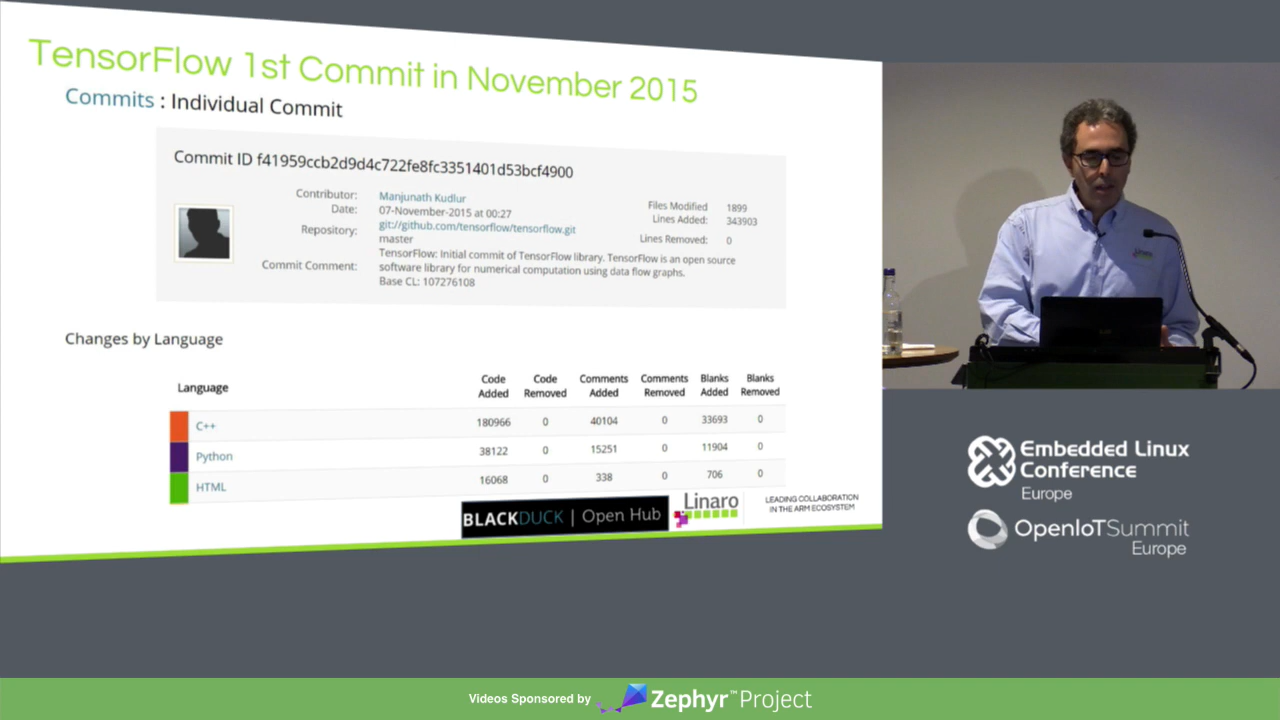 TensorFlow 1st Commit in November 2015
Commits : Individual Commit
Commit ID f41959ccb2d9d4c722fe8fc3351401d53bcf4900
Contributor: Manjunath Kudlur
Date: 07-November-2015 at 00:27
Repository: git://github.com/tensorflow/tensorflow.git
master
Commit Comment: TensorFlow: Initial commit of TensorFlow library. TensorFlow is an open source
software library for numerical computation using data flow graphs.
Base CL: 107276108
Files Modified 1899
Lines Added: 343903
Lines Removed: 0
Changes by Language
Language Code Added Code Removed Comments Added Comments Removed Blanks Added Blanks Removed
C++ 180966 0 40104 0 33693 0
Python 38122 0 15251 0 11904 0
HTML 16068 0 338 0 706 0
BLACKDUCK | Open Hub
Linaro
LEADING COLLABORATION
IN THE ARM ECOSYSTEM
Embedded Linux
Conference
Europe
OpenIoTSummit
Europe
Videos Sponsored by Zephyr™Project